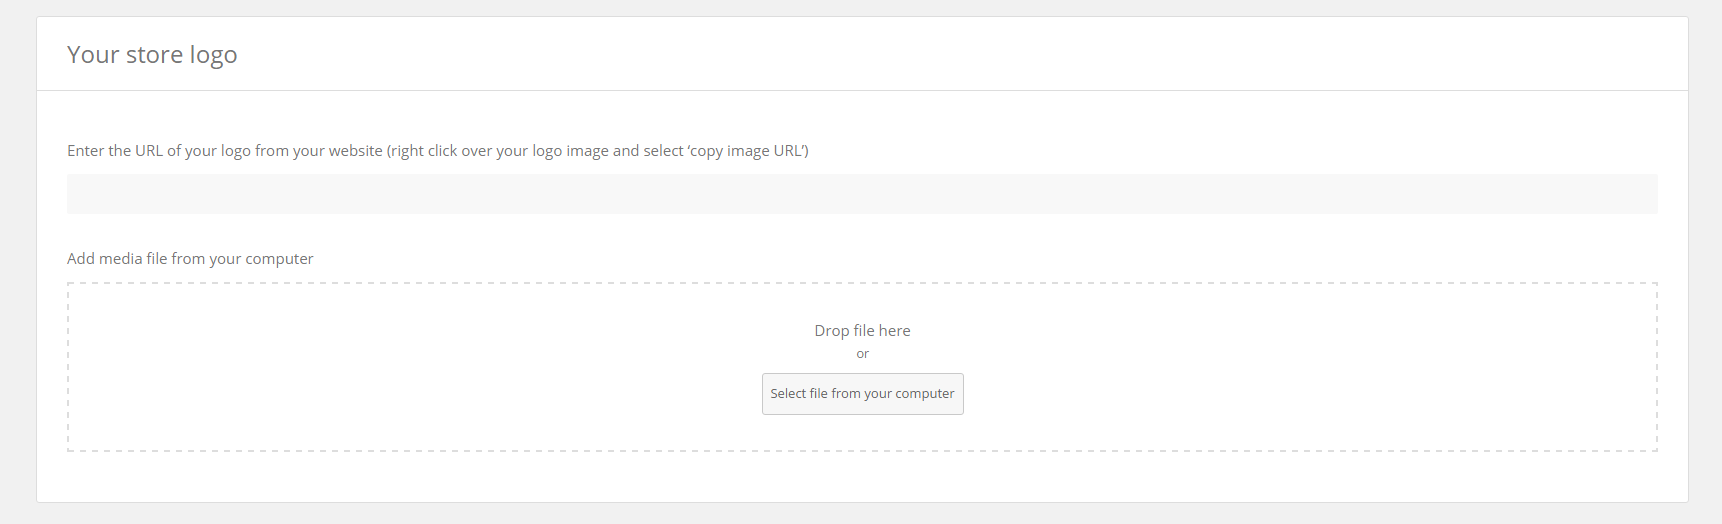 Your store logo
Enter the URL of your logo from your website (right click over your logo image and select ‘copy image URL’)
Add media file from your computer
Drop file here
or
Select file from your computer